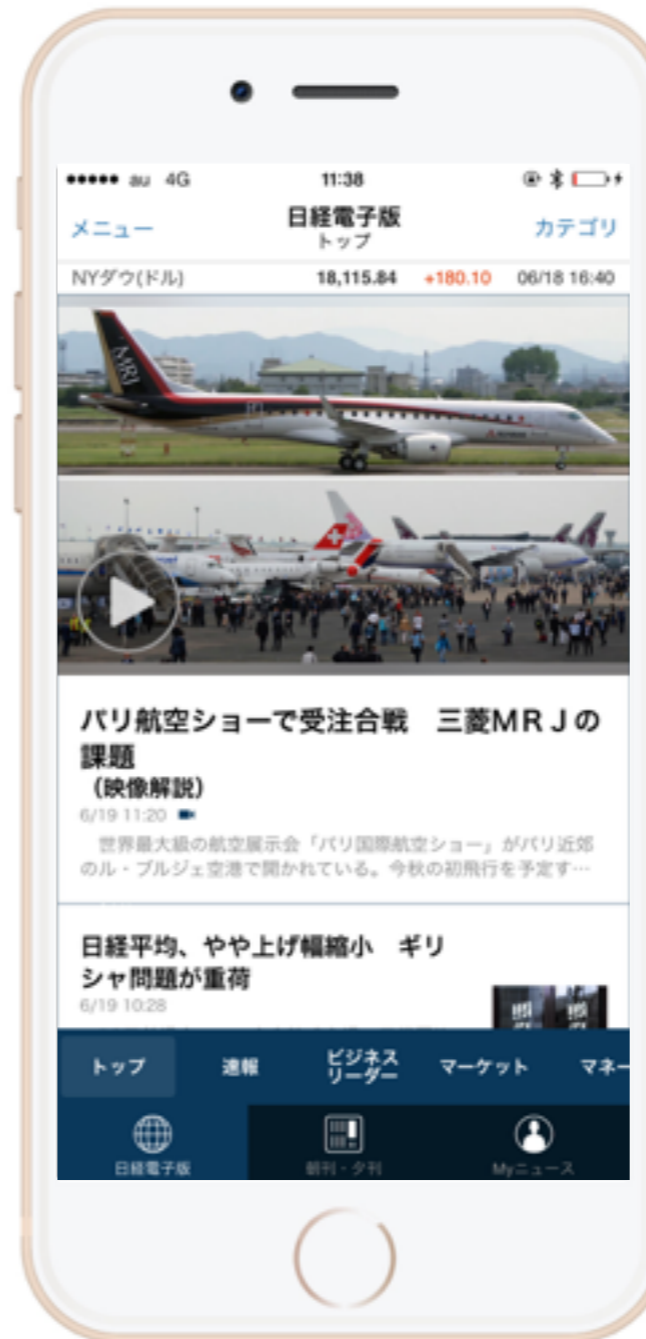 au 4G 11:38
メニュー 日経電子版 カテゴリ
トップ
NYダウ(ドル) 18,115.84 +180.10 06/18 16:40
MRJ
パリ航空ショーで受注合戦　三菱MRJの
課題
（映像解説）
6/19 11:20
世界最大級の航空展示会「パリ国際航空ショー」がパリ近郊
のル・ブルジェ空港で開かれている。今秋の初飛行を予定す…
日経平均、やや上げ幅縮小　ギリ
シャ問題が重荷
6/19 10:28
トップ 速報 ビジネス
リーダー マーケット マネー
日経電子版 朝刊・夕刊 Myニュース